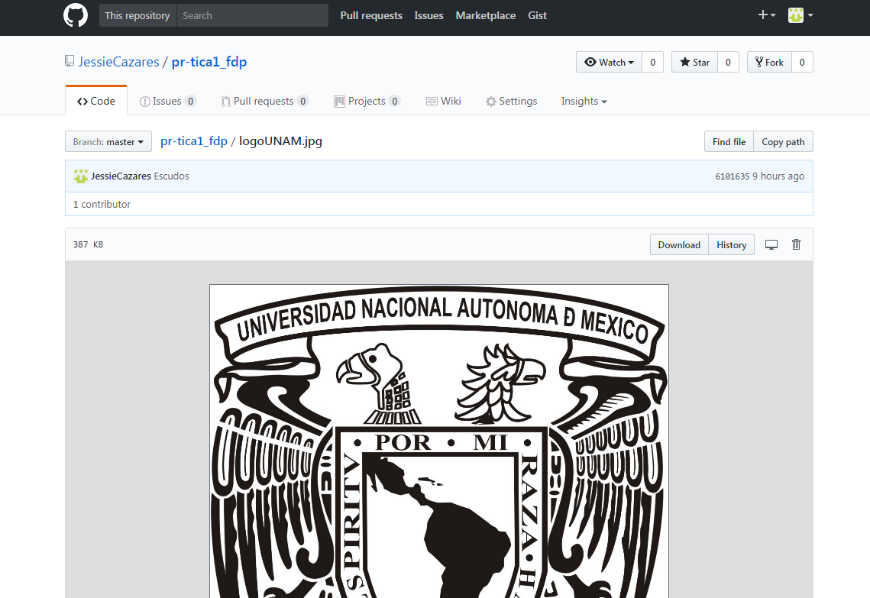 This repository Search Pull requests Issues Marketplace Gist
JessieCazares / pr-tica1_fdp Watch 0 Star 0 Fork 0
Code Issues 0 Pull requests 0 Projects 0 Wiki Settings Insights
Branch: master pr-tica1_fdp / logoUNAM.jpg Find file Copy path
JessieCazares Escudos 6101635 9 hours ago
1 contributor
387 KB Download History
UNIVERSIDAD NACIONAL AUTONOMA Đ MEXICO
• POR • MI •
RAZA • HA
SPIRITV